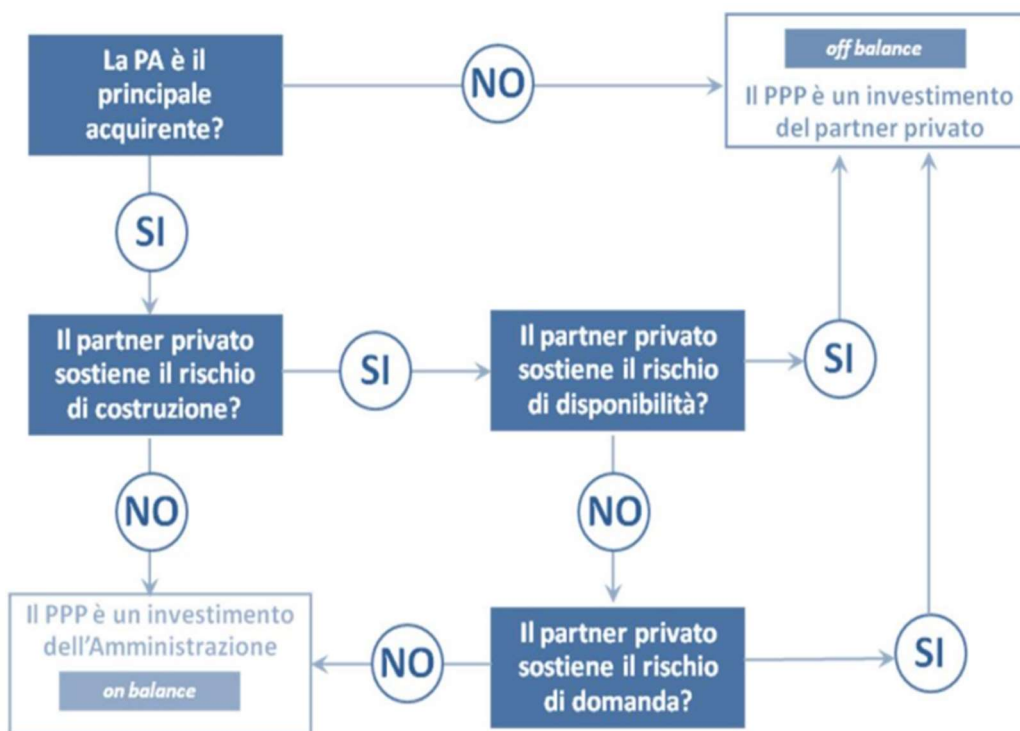 La PA è il
principale
acquirente?
NO
off balance
Il PPP è un investimento
del partner privato
SI
Il partner privato
sostiene il rischio
di costruzione?
SI
Il partner privato
sostiene il rischio
di disponibilità?
SI
NO
NO
Il PPP è un investimento
dell'Amministrazione
on balance
NO
Il partner privato
sostiene il rischio
di domanda?
SI